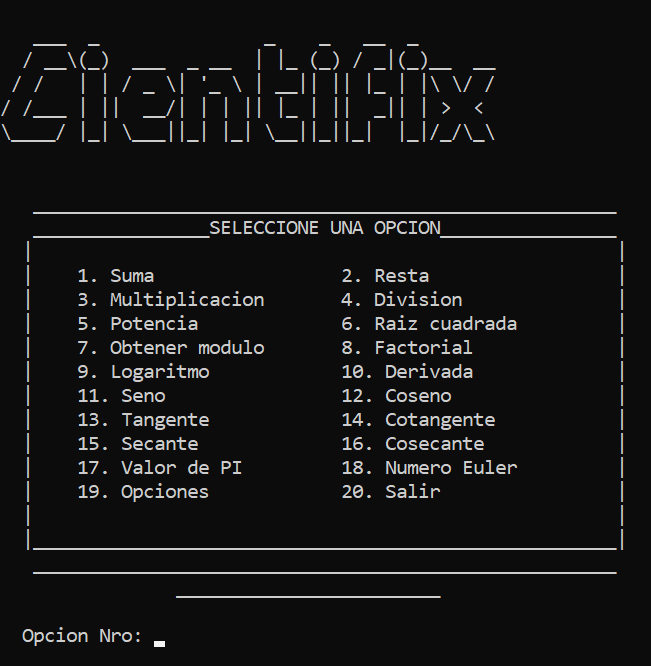 Cientifix
SELECCIONE UNA OPCION
1. Suma 2. Resta
3. Multiplicacion 4. Division
5. Potencia 6. Raiz cuadrada
7. Obtener modulo 8. Factorial
9. Logaritmo 10. Derivada
11. Seno 12. Coseno
13. Tangente 14. Cotangente
15. Secante 16. Cosecante
17. Valor de PI 18. Numero Euler
19. Opciones 20. Salir
Opcion Nro: